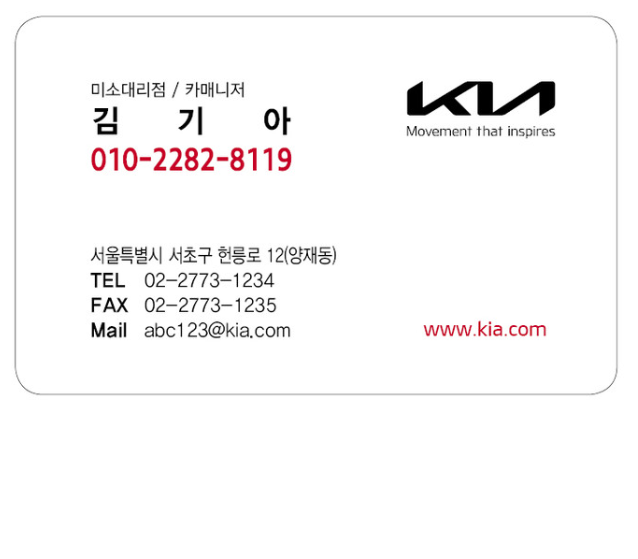 미소대리점 / 카매니저
김 기 아
010-2282-8119
KIA
Movement that inspires
서울특별시 서초구 헌릉로 12(양재동)
TEL 02-2773-1234
FAX 02-2773-1235
Mail abc123@kia.com
www.kia.com